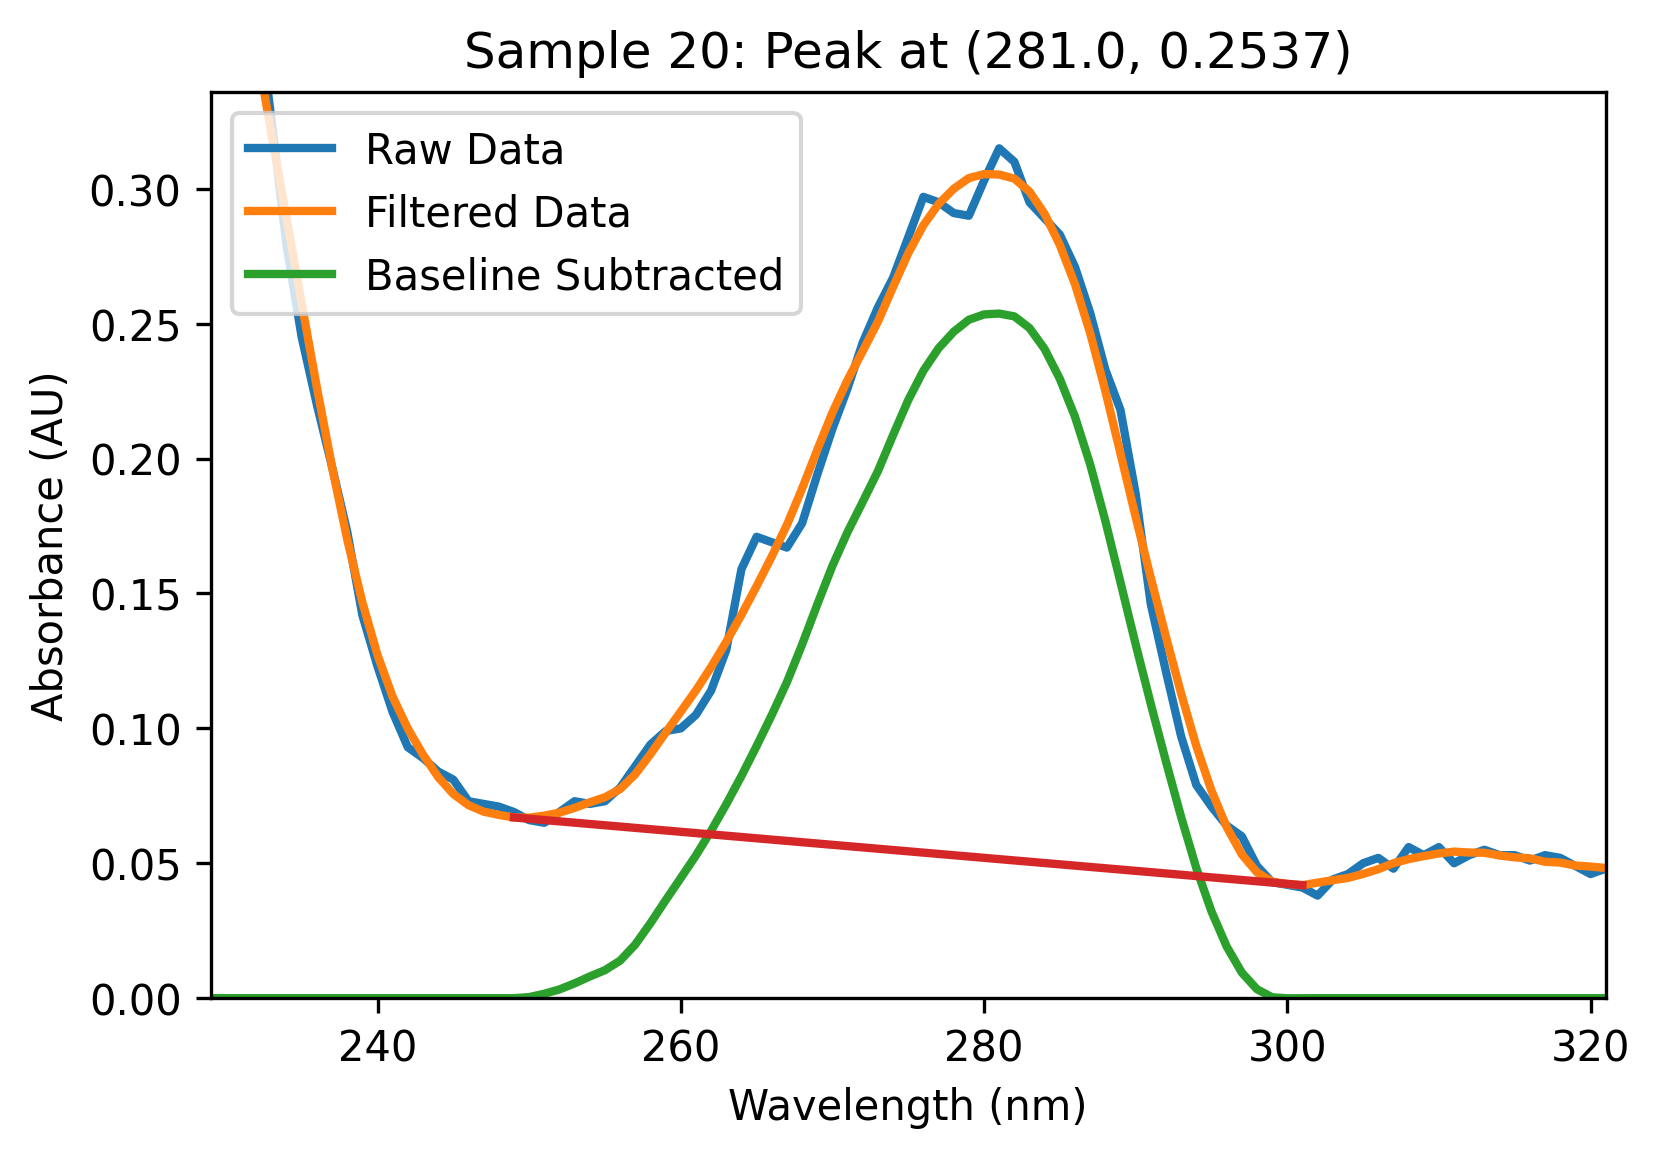 Sample 20: Peak at (281.0, 0.2537)
Raw Data
Filtered Data
Baseline Subtracted
Absorbance (AU)
0.30
0.25
0.20
0.15
0.10
0.05
0.00
240 260 280 300 320
Wavelength (nm)